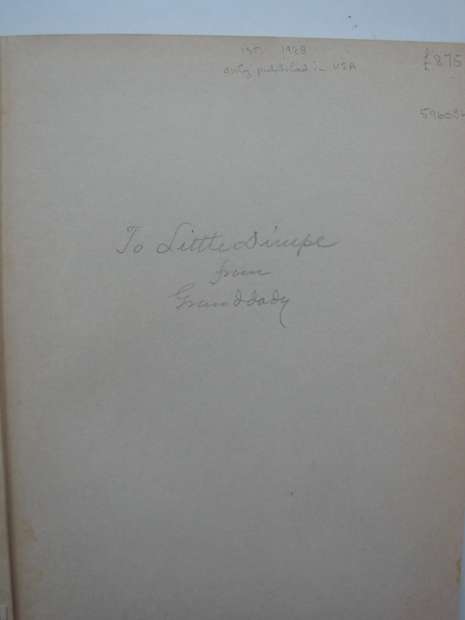 1st 1928
only published in USA
£875
To Little Dimpe
from
Granddady